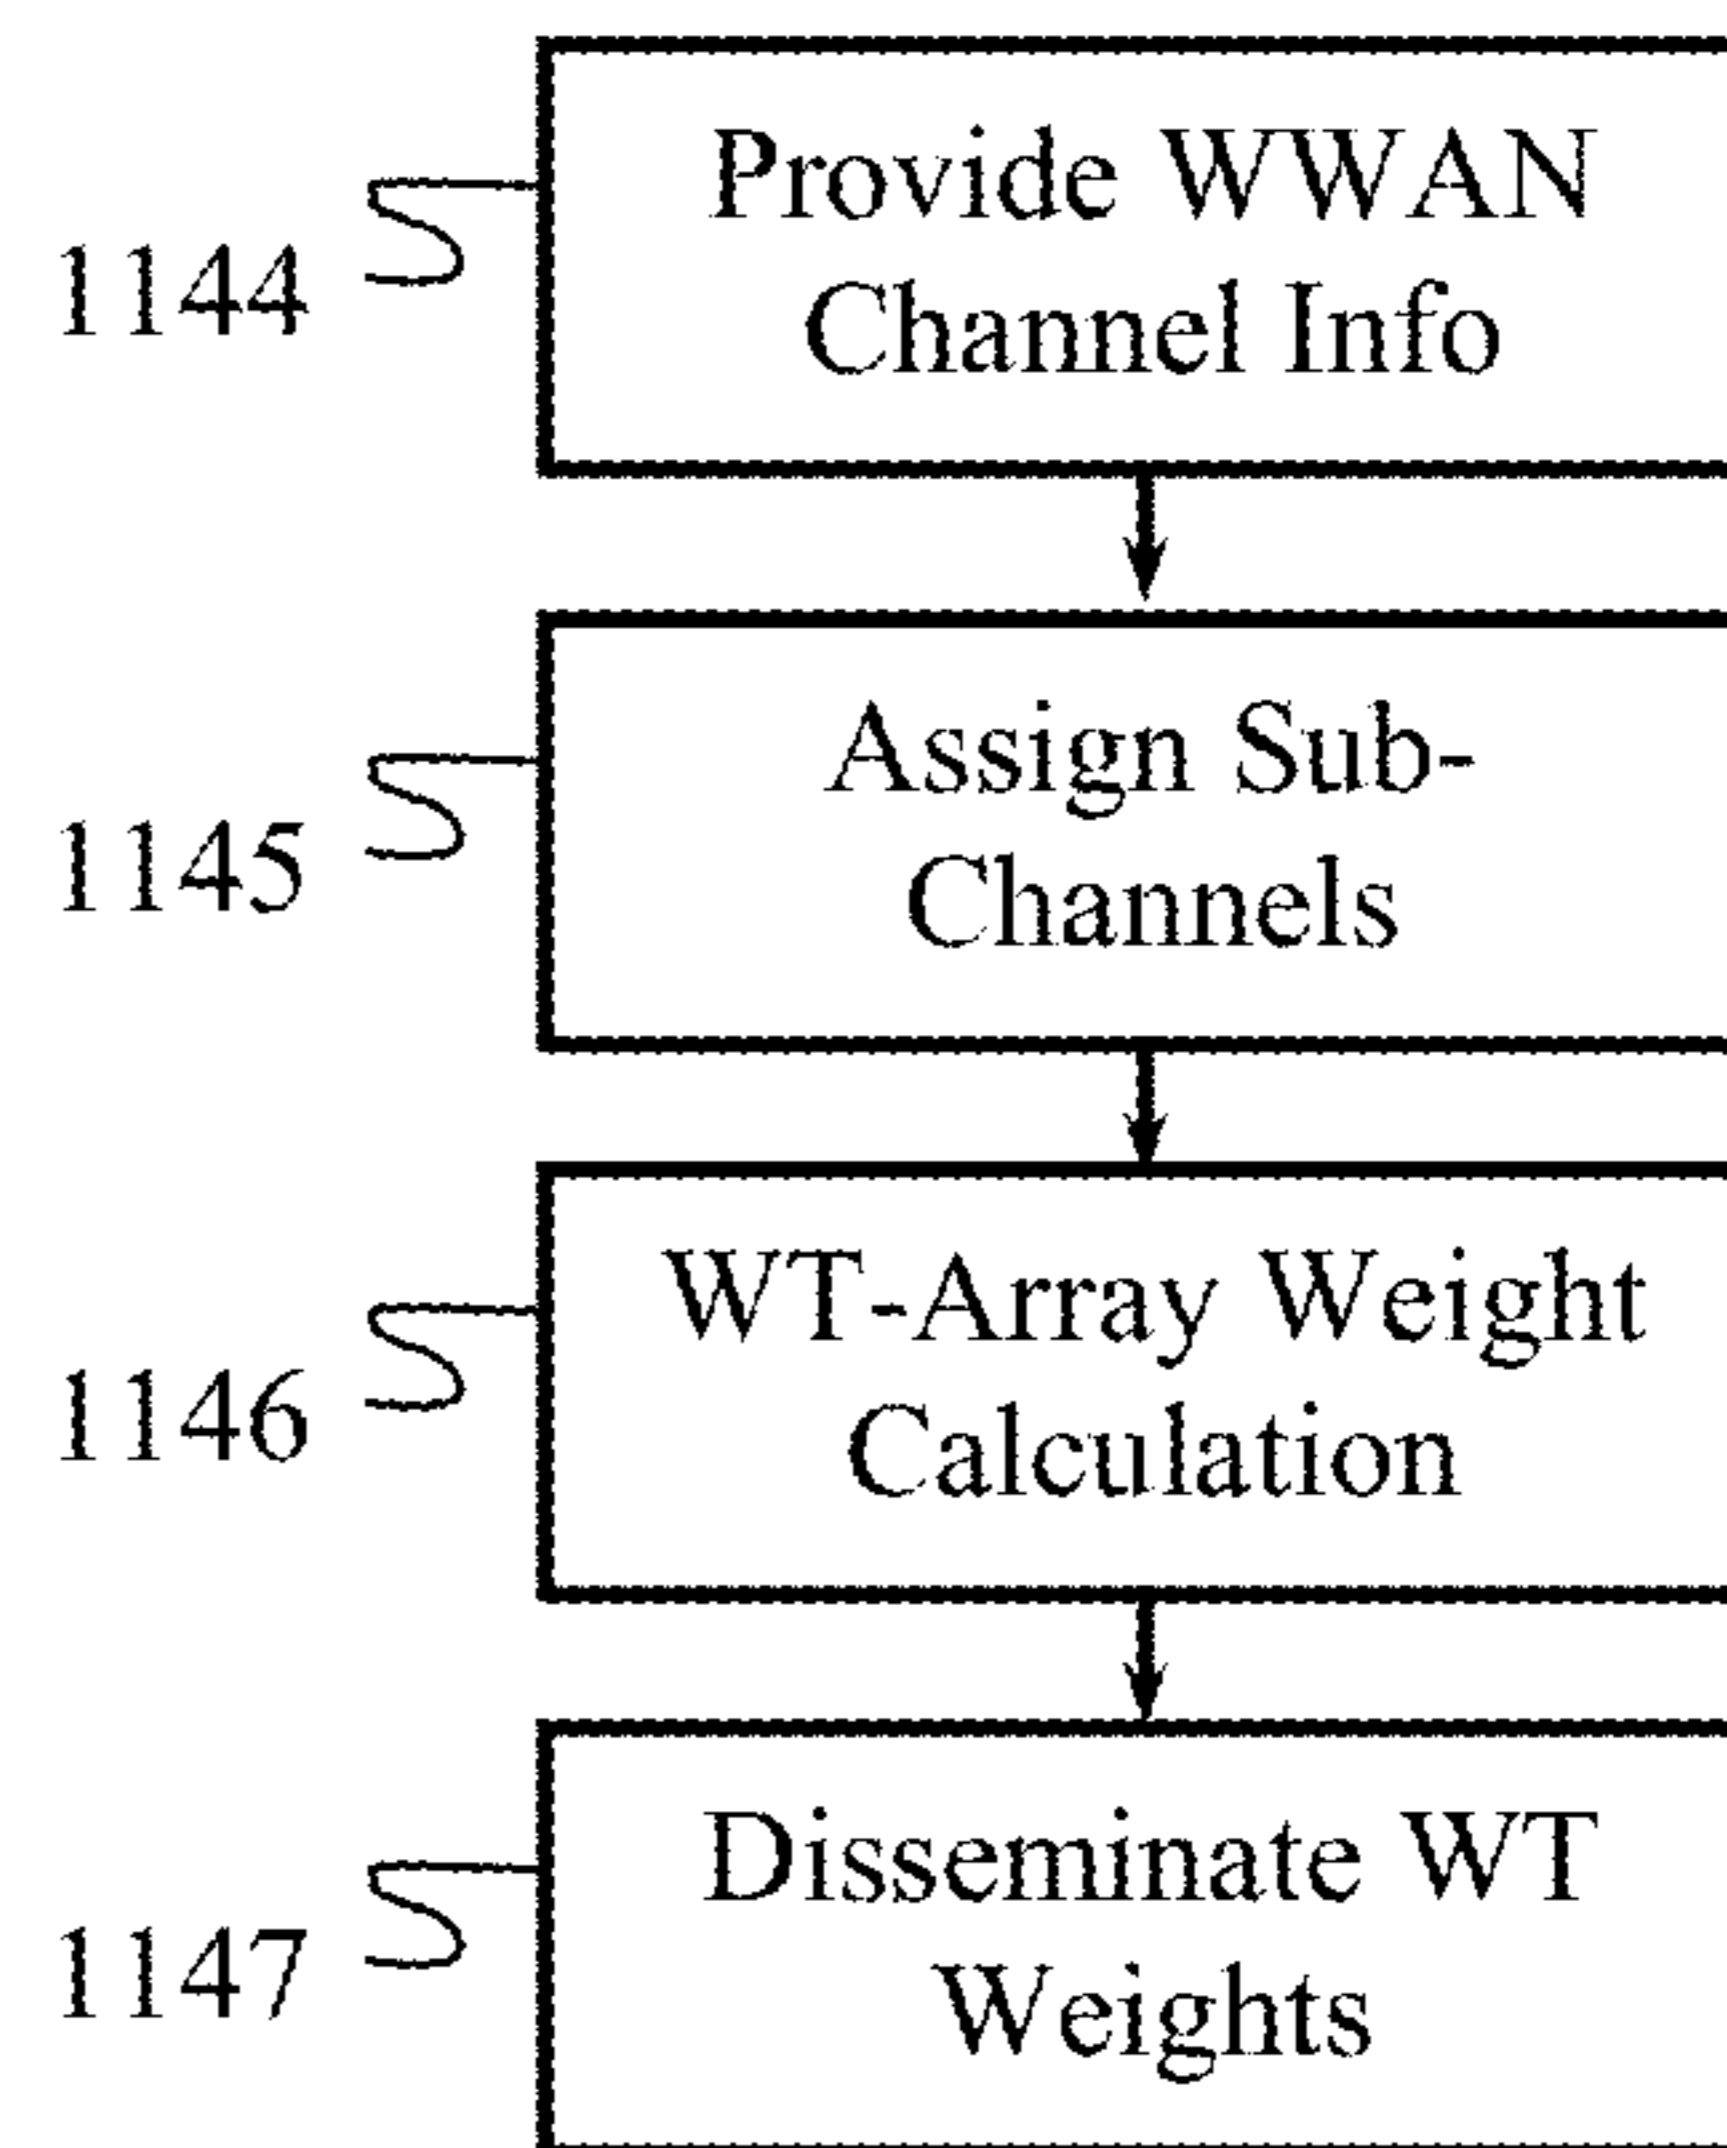 Provide WWAN
Channel Info
1144
Assign Sub-
Channels
1145
WT-Array Weight
Calculation
1146
Disseminate WT
Weights
1147